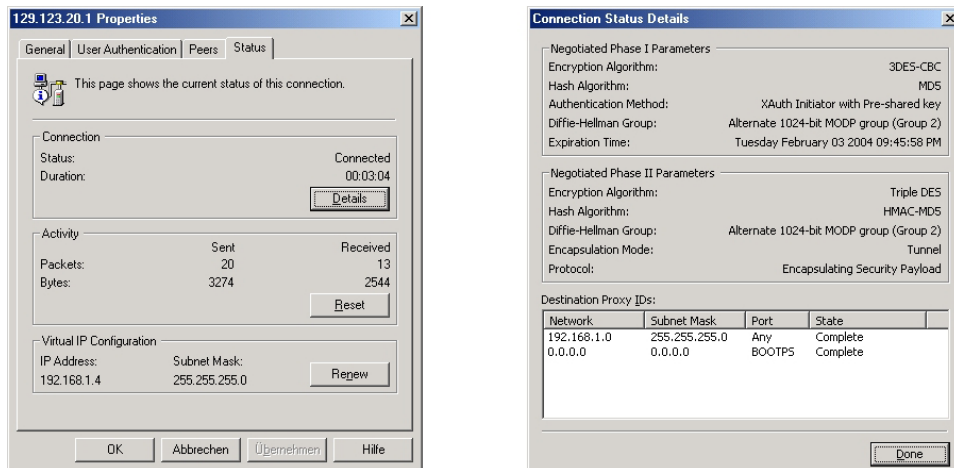 129.123.20.1 Properties
General User Authentication Peers Status
This page shows the current status of this connection.
Connection
Status: Connected
Duration: 00:03:04
Details
Activity
Sent Received
Packets: 20 13
Bytes: 3274 2544
Reset
Virtual IP Configuration
IP Address: Subnet Mask:
192.168.1.4 255.255.255.0
Renew
OK Abbrechen Übernehmen Hilfe
Connection Status Details
Negotiated Phase I Parameters
Encryption Algorithm: 3DES-CBC
Hash Algorithm: MD5
Authentication Method: XAuth Initiator with Pre-shared key
Diffie-Hellman Group: Alternate 1024-bit MODP group (Group 2)
Expiration Time: Tuesday February 03 2004 09:45:58 PM
Negotiated Phase II Parameters
Encryption Algorithm: Triple DES
Hash Algorithm: HMAC-MD5
Diffie-Hellman Group: Alternate 1024-bit MODP group (Group 2)
Encapsulation Mode: Tunnel
Protocol: Encapsulating Security Payload
Destination Proxy IDs:
Network Subnet Mask Port State
192.168.1.0 255.255.255.0 Any Complete
0.0.0.0 0.0.0.0 BOOTPS Complete
Done